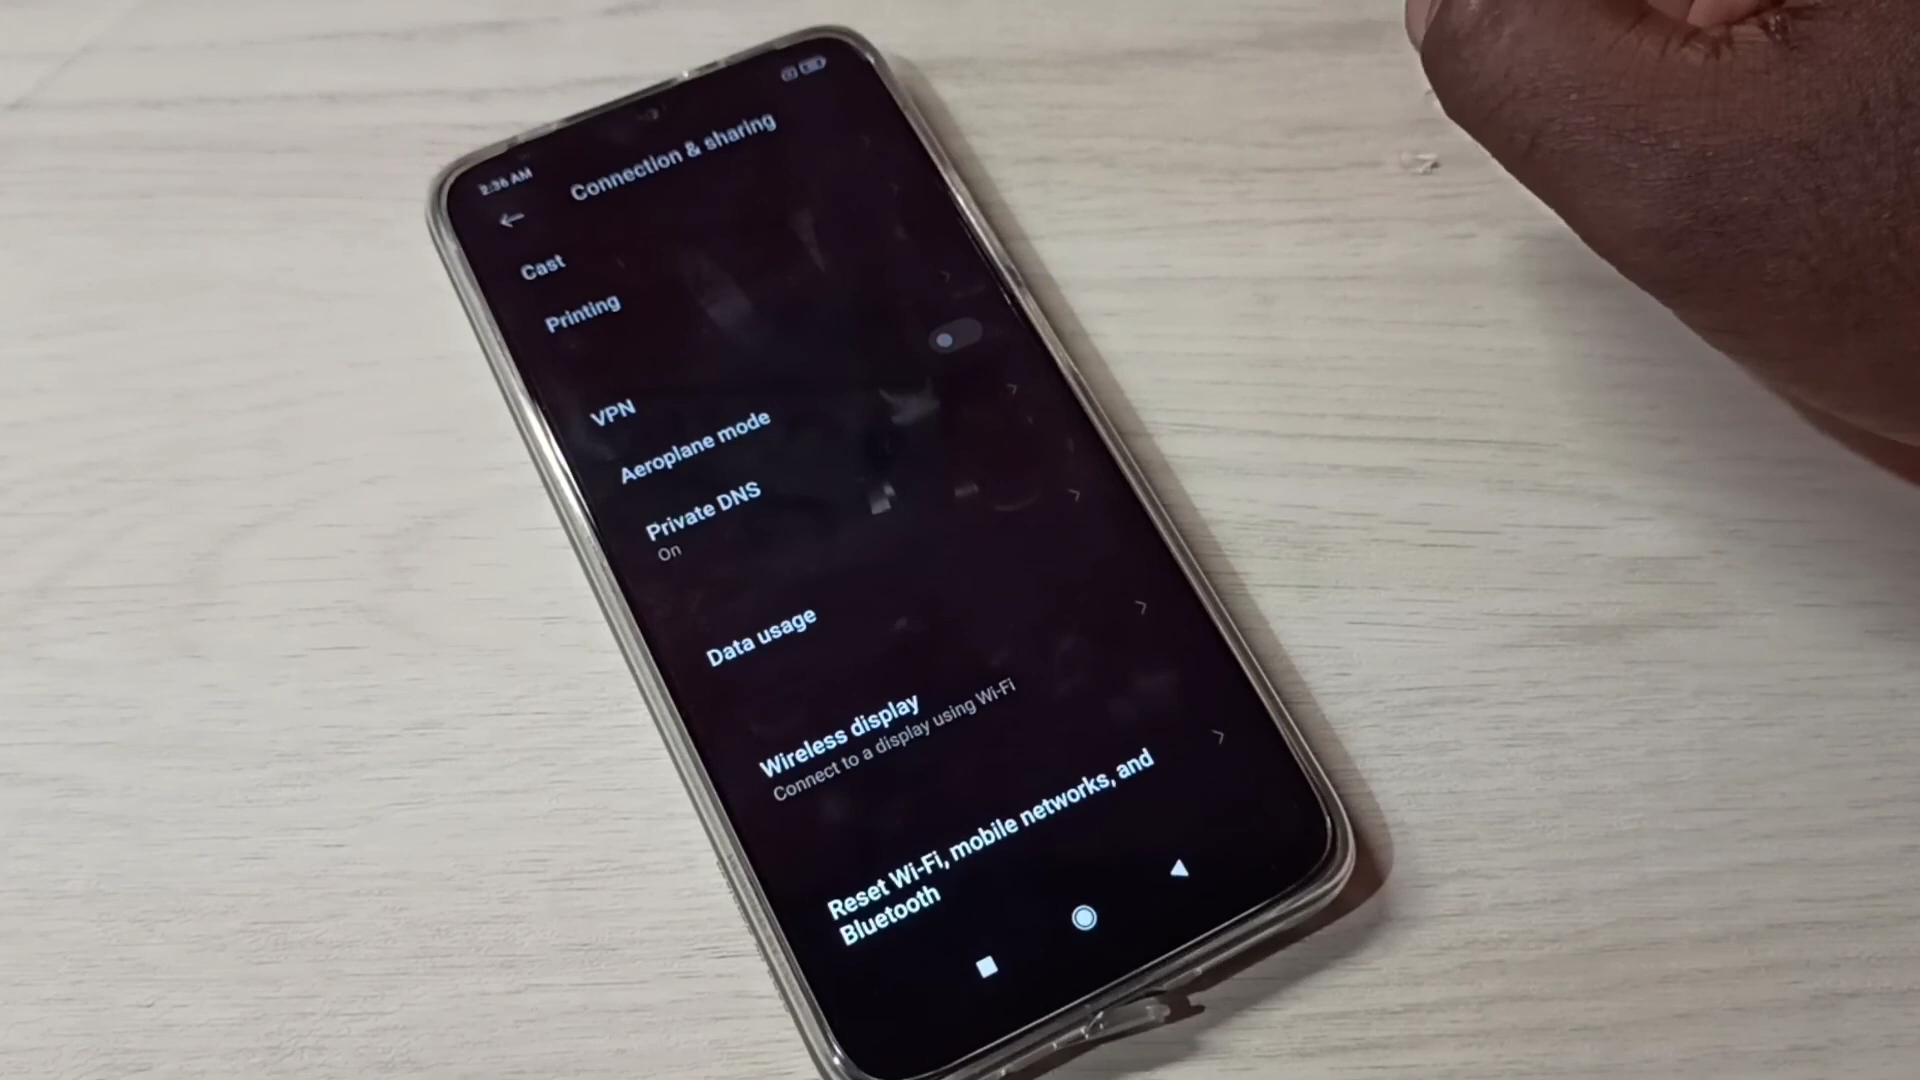 2:36 AM
Connection & sharing
Cast
Printing
VPN
Aeroplane mode
Private DNS
On
Data usage
Wireless display
Connect to a display using Wi-Fi
Reset Wi-Fi, mobile networks, and
Bluetooth